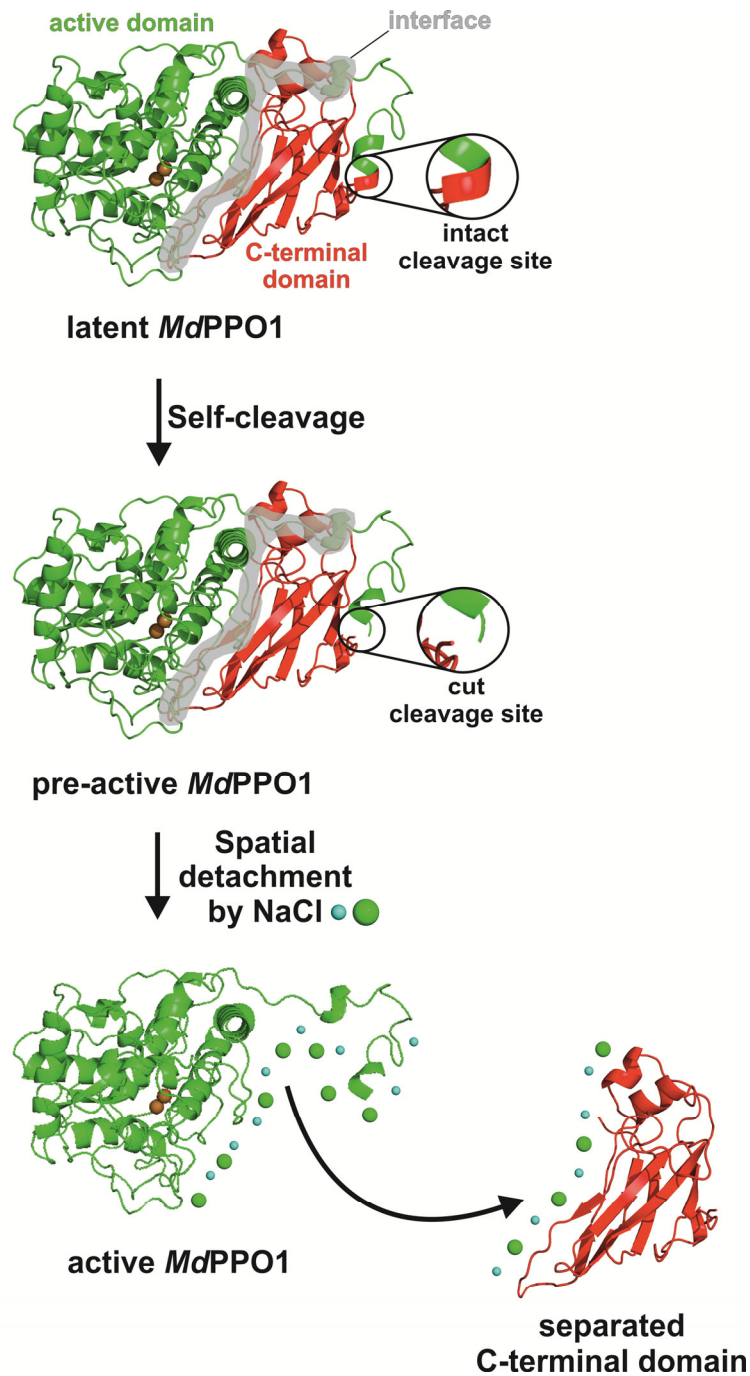 active domain
interface
intact
cleavage site
C-terminal
domain
latent MdPPO1
Self-cleavage
cut
cleavage site
pre-active MdPPO1
Spatial
detachment
by NaCl
active MdPPO1
separated
C-terminal domain